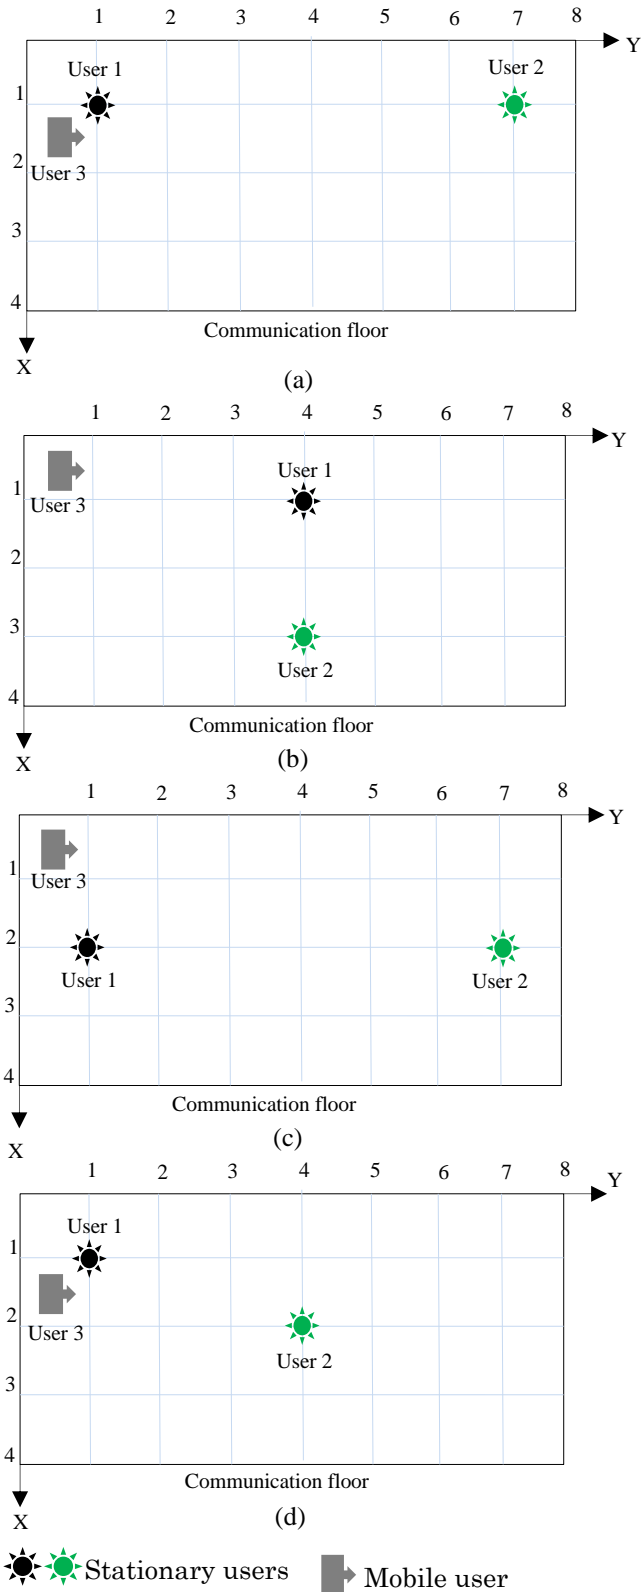 1 2 3 4 5 6 7 8
Y
User 1 User 2
1
2
User 3
3
4
Communication floor
X
(a)
1 2 3 4 5 6 7 8
Y
User 1
User 3
1
2
3
User 2
4
Communication floor
X
(b)
1 2 3 4 5 6 7 8
Y
1
User 3
2
User 1 User 2
3
4
Communication floor
X
(c)
1 2 3 4 5 6 7 8
Y
User 1
1
2
User 3
User 2
3
4
Communication floor
X
(d)
Stationary users Mobile user